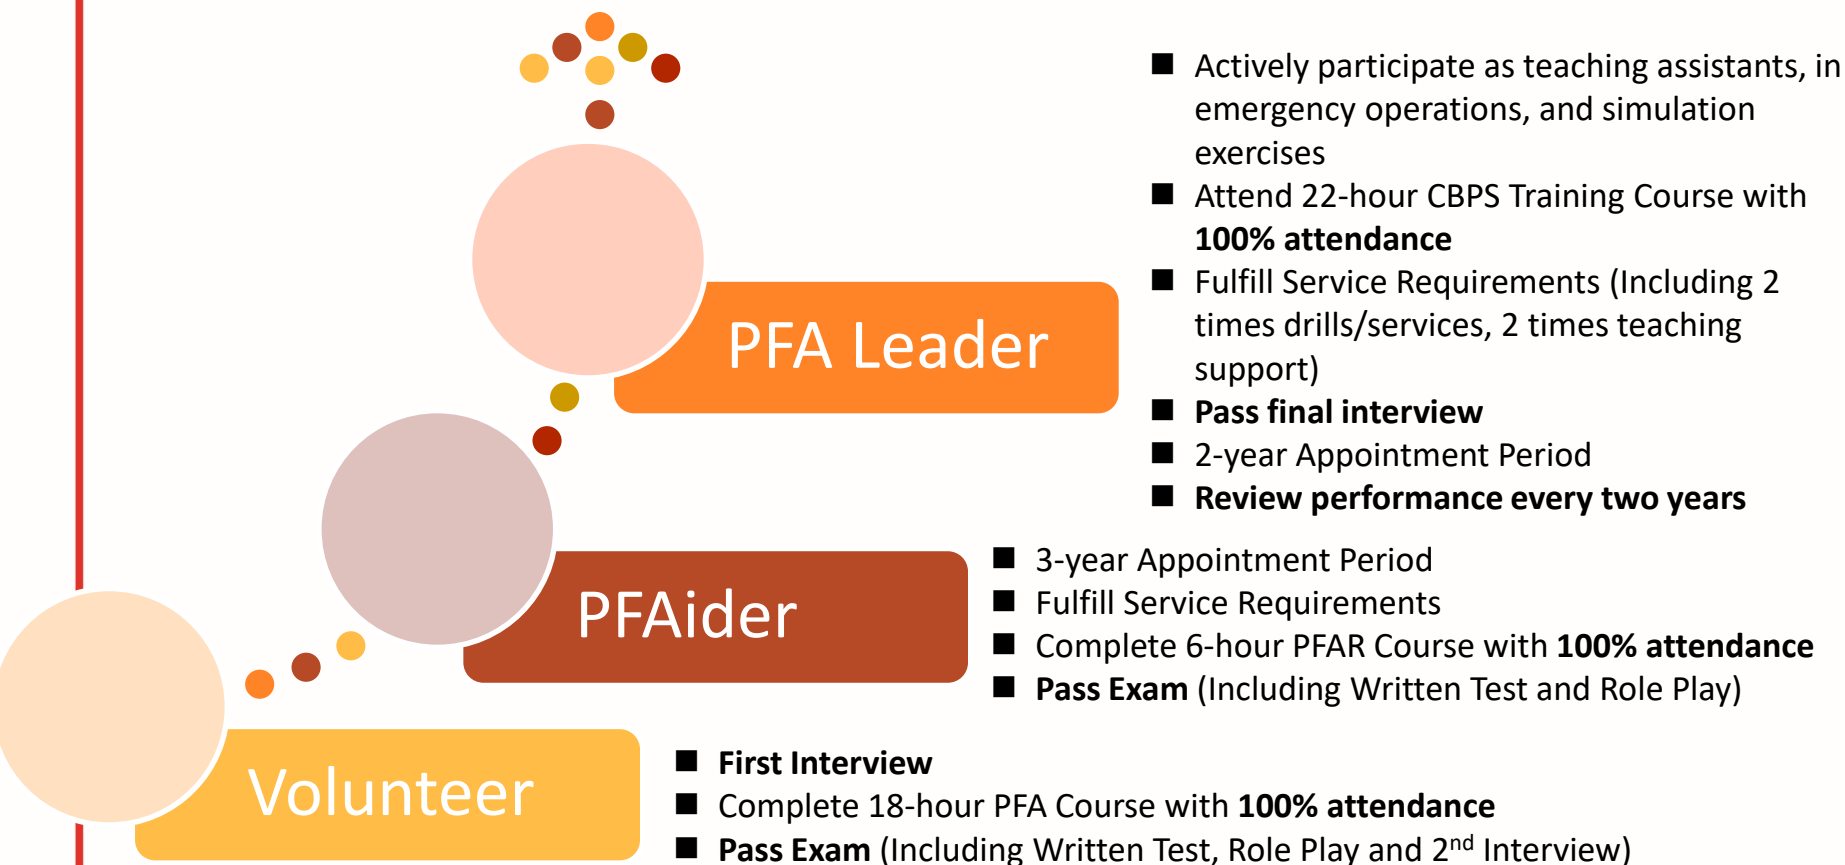 ■ Actively participate as teaching assistants, in
emergency operations, and simulation
exercises
■ Attend 22-hour CBPS Training Course with
100% attendance
■ Fulfill Service Requirements (Including 2
times drills/services, 2 times teaching
support)
■ Pass final interview
■ 2-year Appointment Period
■ Review performance every two years
PFA Leader
■ 3-year Appointment Period
■ Fulfill Service Requirements
■ Complete 6-hour PFAR Course with 100% attendance
■ Pass Exam (Including Written Test and Role Play)
PFAider
■ First Interview
■ Complete 18-hour PFA Course with 100% attendance
■ Pass Exam (Including Written Test, Role Play and 2nd Interview)
Volunteer